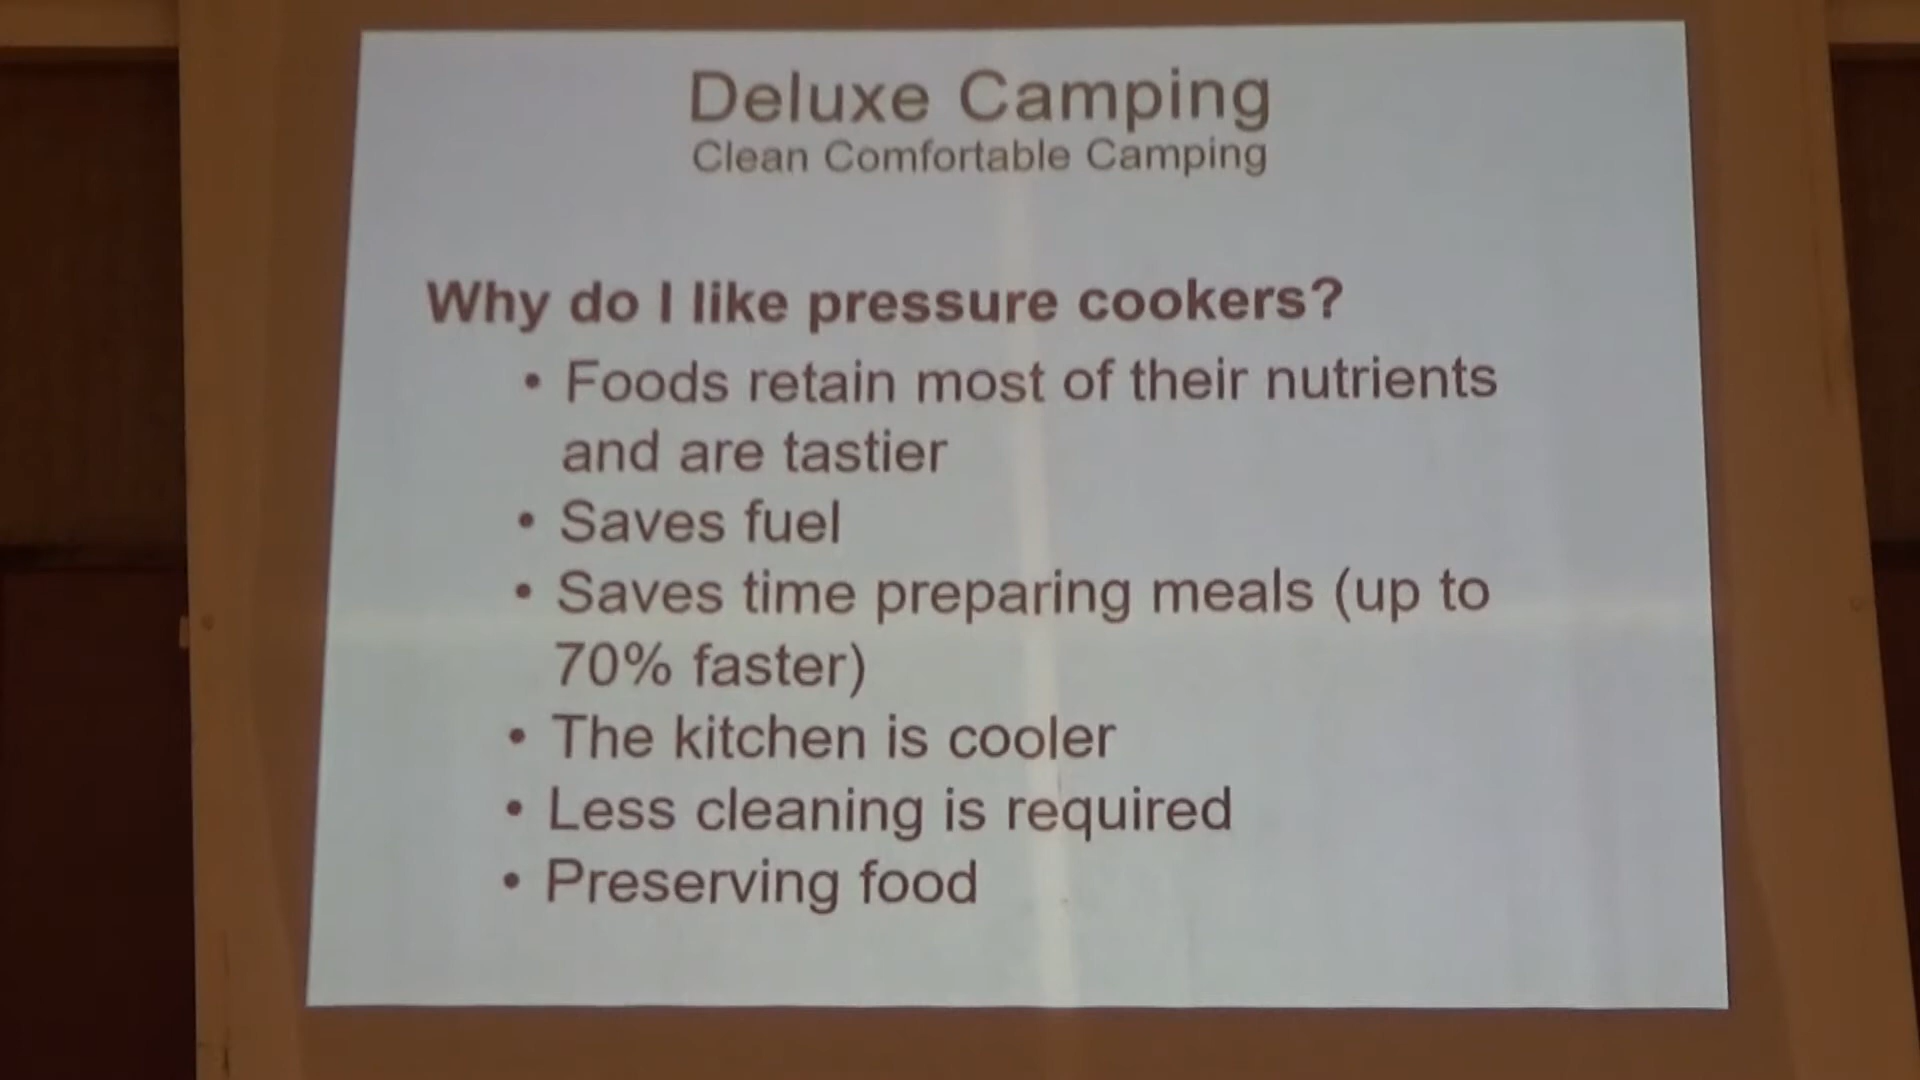 Deluxe Camping
Clean Comfortable Camping
Why do I like pressure cookers?
• Foods retain most of their nutrients
and are tastier
• Saves fuel
• Saves time preparing meals (up to
70% faster)
• The kitchen is cooler
• Less cleaning is required
• Preserving food